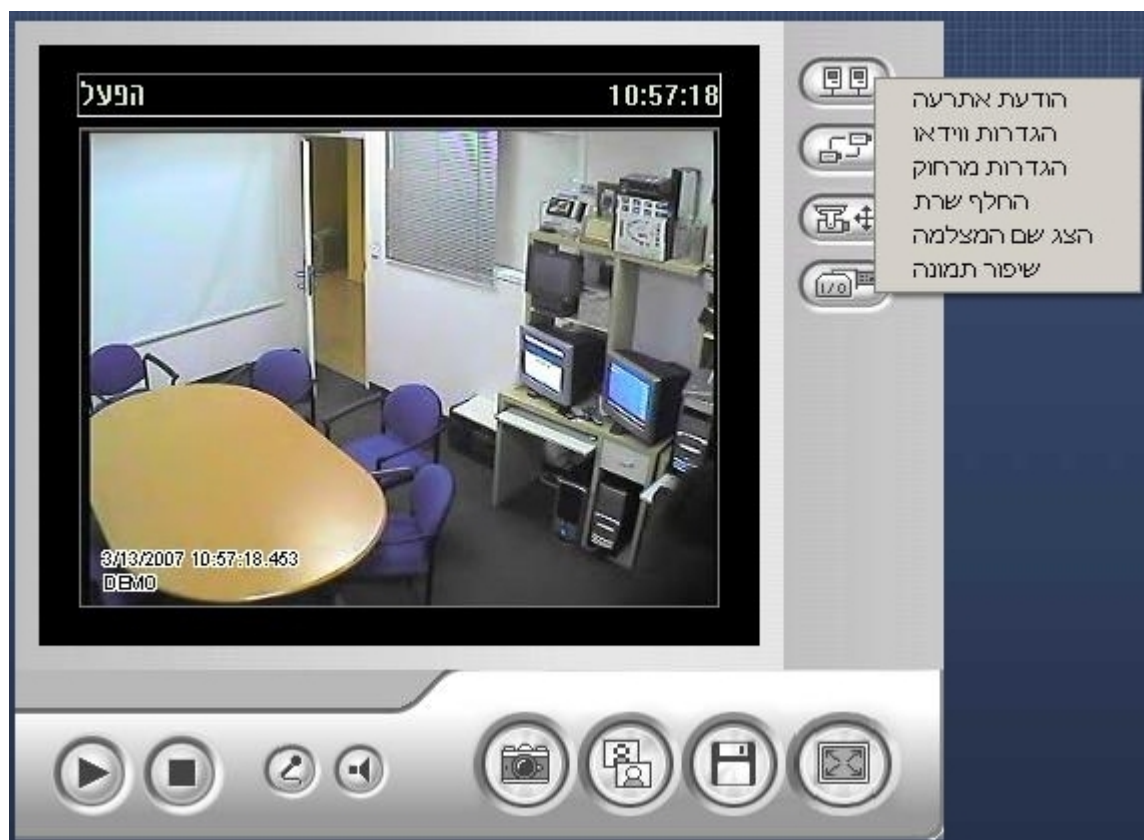 הפעל 10:57:18
הודעת אתרעה
הגדרות ווידאו
הגדרות מרחוק
החלף שרת
הצג שם המצלמה
שיפור תמונה
I/O
3/13/2007 10:57:18.453
DEMO